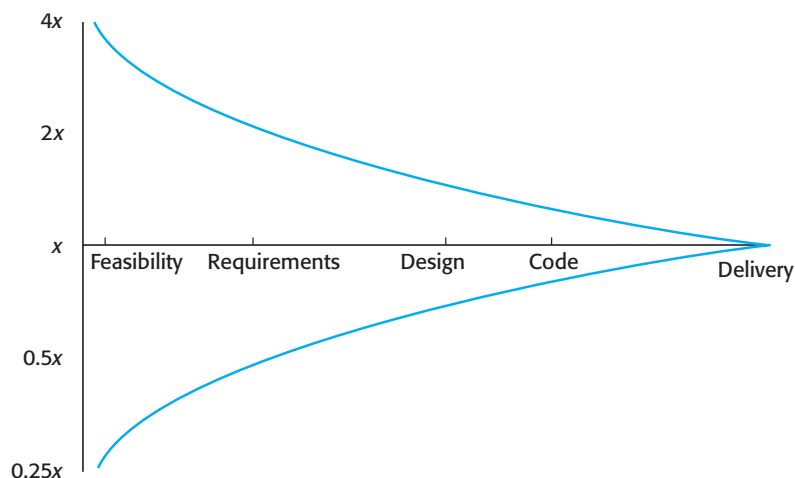 4x
2x
x
Feasibility Requirements Design Code Delivery
0.5x
0.25x